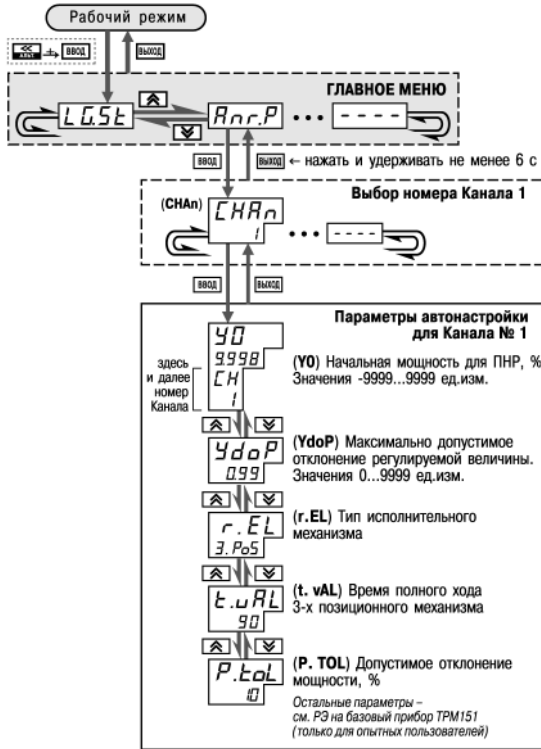 Рабочий режим
ALT ВВОД ВЫХОД
ГЛАВНОЕ МЕНЮ
LG.St Anr.P ••• - - - -
ВВОД ВЫХОД ← нажать и удерживать не менее 6 с
Выбор номера Канала 1
(CHAn) CHAn
1 ••• - - - -
ВВОД ВЫХОД
Параметры автонастройки
для Канала № 1
Y0
9.998
CH
1
здесь
и далее
номер
Канала
(Y0) Начальная мощность для ПНР, %
Значения -9999...9999 ед.изм.
YdoP
0.99
(YdoP) Максимально допустимое
отклонение регулируемой величины.
Значения 0...9999 ед.изм.
r.EL
3.PoS
(r.EL) Тип исполнительного
механизма
t.vAL
90
(t. vAL) Время полного хода
3-х позиционного механизма
P.toL
10
(P. TOL) Допустимое отклонение
мощности, %
Остальные параметры –
см. РЭ на базовый прибор ТРМ151
(только для опытных пользователей)